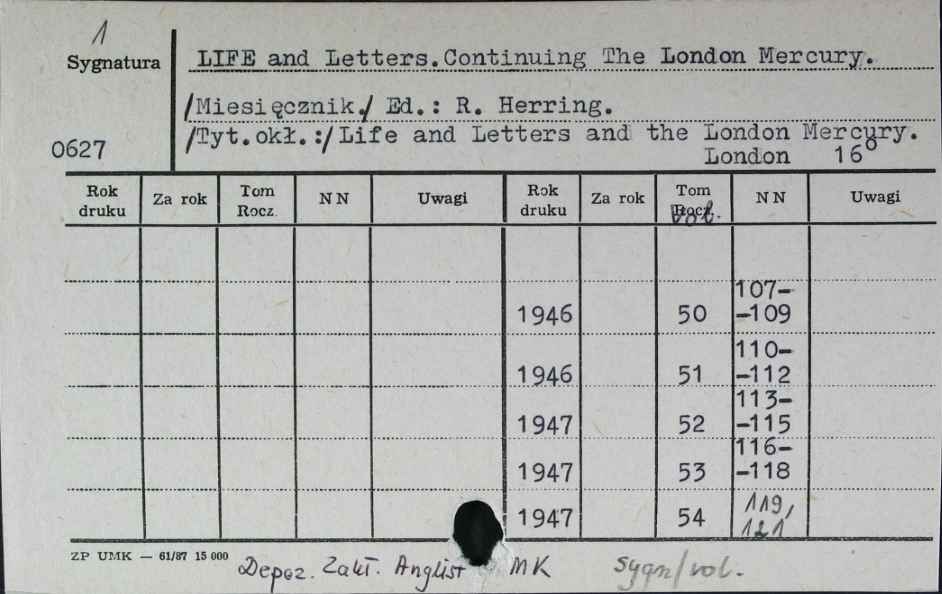 1
Sygnatura
LIFE and Letters.Continuing The London Mercury.
/Miesięcznik./ Ed.: R. Herring.
0627
/Tyt.okł.:/Life and Letters and the London Mercury.
London 16°
Rok druku Za rok Tom Rocz. NN Uwagi Rok druku Za rok Tom Vol. NN Uwagi
1946 50 107-
-109
1946 51 110-
-112
1947 52 113-
-115
1947 53 116-
-118
1947 54 119,
121
ZP UMK — 61/87 15 000
Depoz. Zakł. Anglist MK sygn/vol.